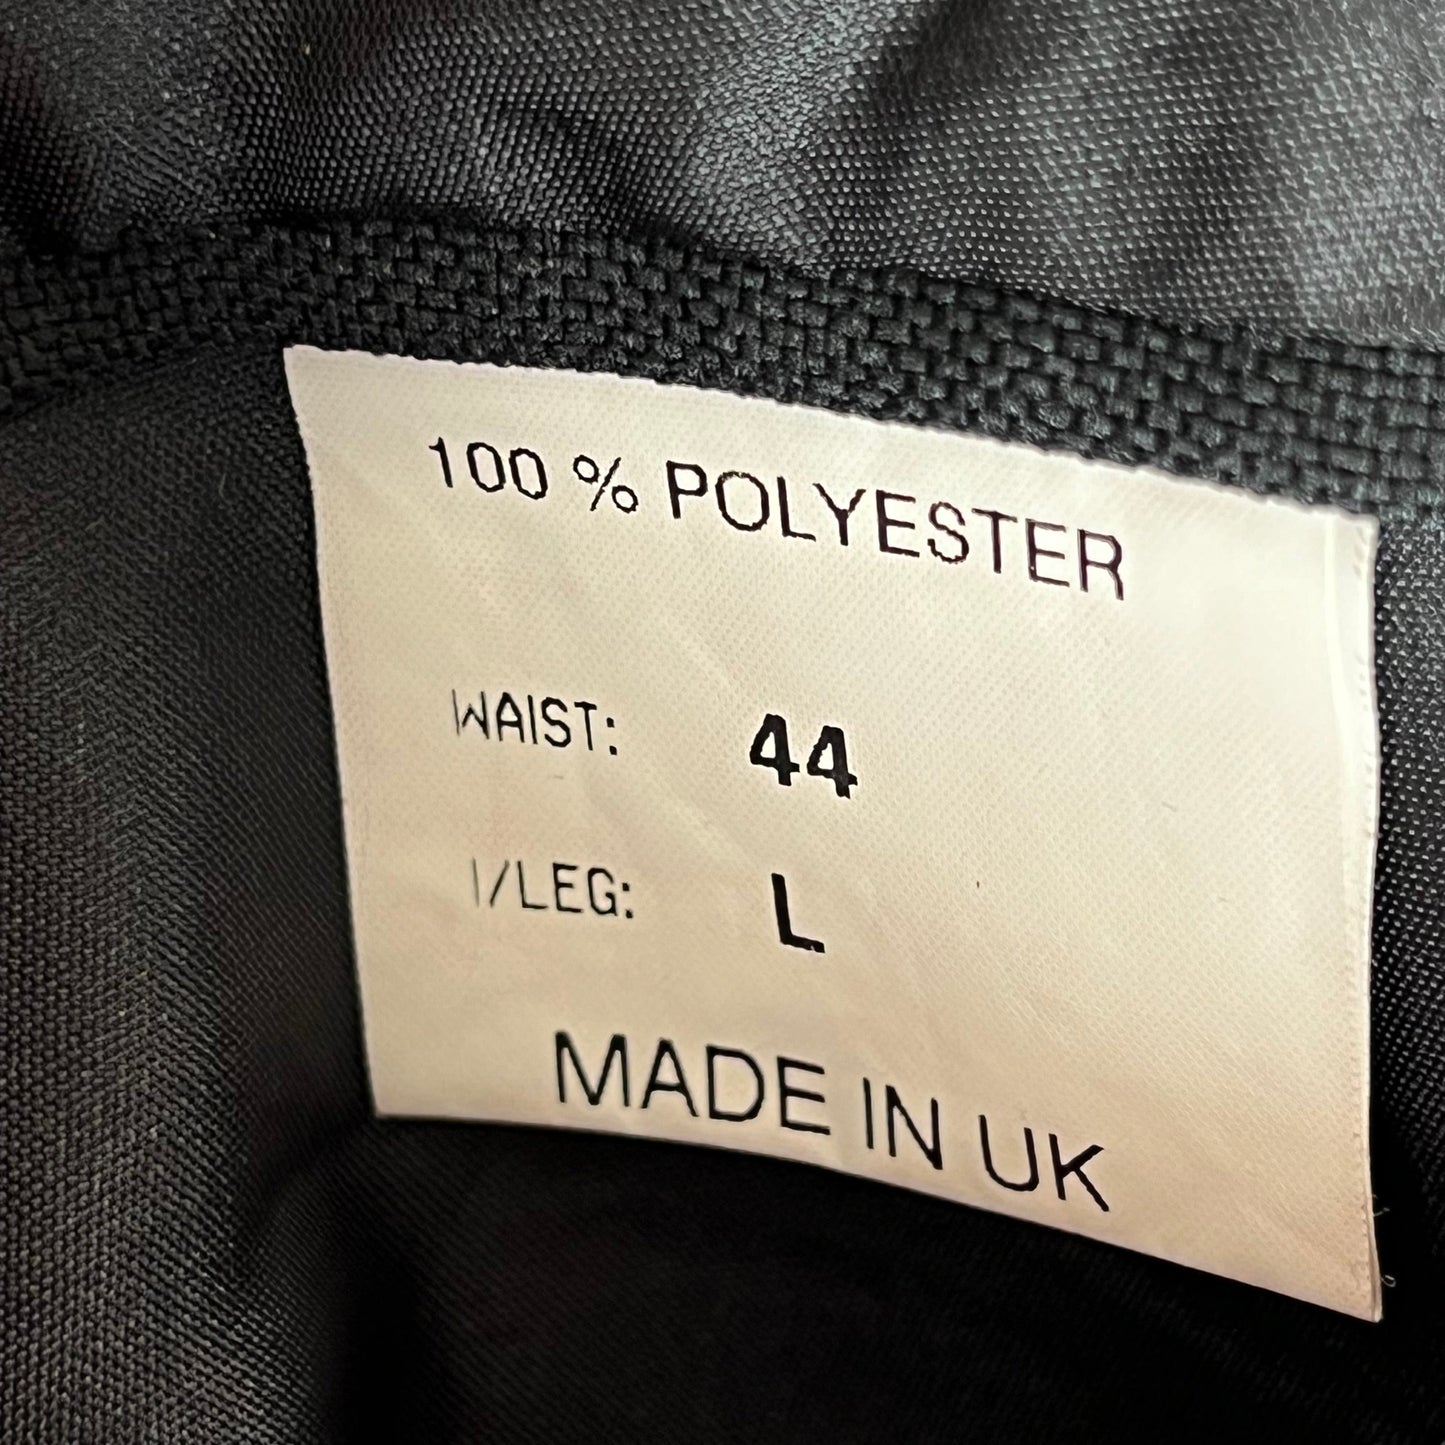 100 % POLYESTER
WAIST: 44
I/LEG: L
MADE IN UK